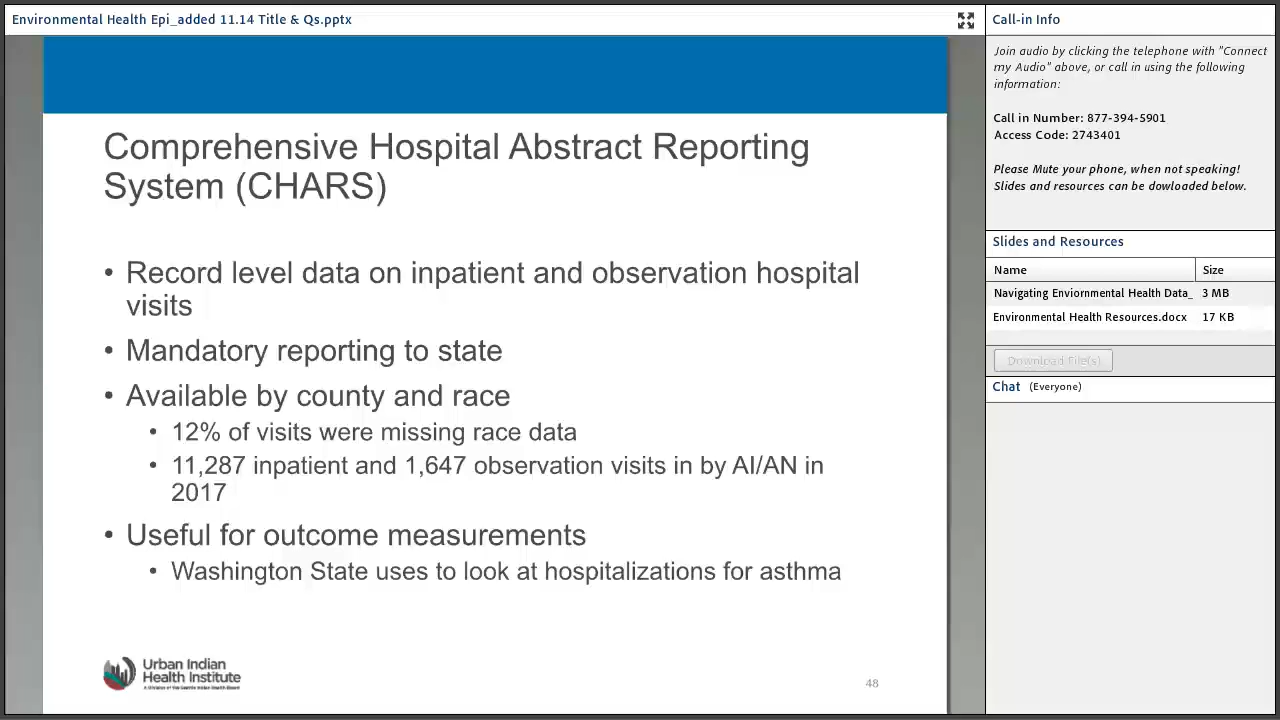 Environmental Health Epi_added 11.14 Title & Qs.pptx
Comprehensive Hospital Abstract Reporting
System (CHARS)
• Record level data on inpatient and observation hospital
visits
• Mandatory reporting to state
• Available by county and race
• 12% of visits were missing race data
• 11,287 inpatient and 1,647 observation visits in by AI/AN in
2017
• Useful for outcome measurements
• Washington State uses to look at hospitalizations for asthma
Urban Indian
Health Institute
A Division of the Seattle Indian Health Board
48
Call-in Info
Join audio by clicking the telephone with "Connect
my Audio" above, or call in using the following
information:
Call in Number: 877-394-5901
Access Code: 2743401
Please Mute your phone, when not speaking!
Slides and resources can be dowloaded below.
Slides and Resources
Name Size
Navigating Enviornmental Health Data_ 3 MB
Environmental Health Resources.docx 17 KB
Download File(s)
Chat (Everyone)